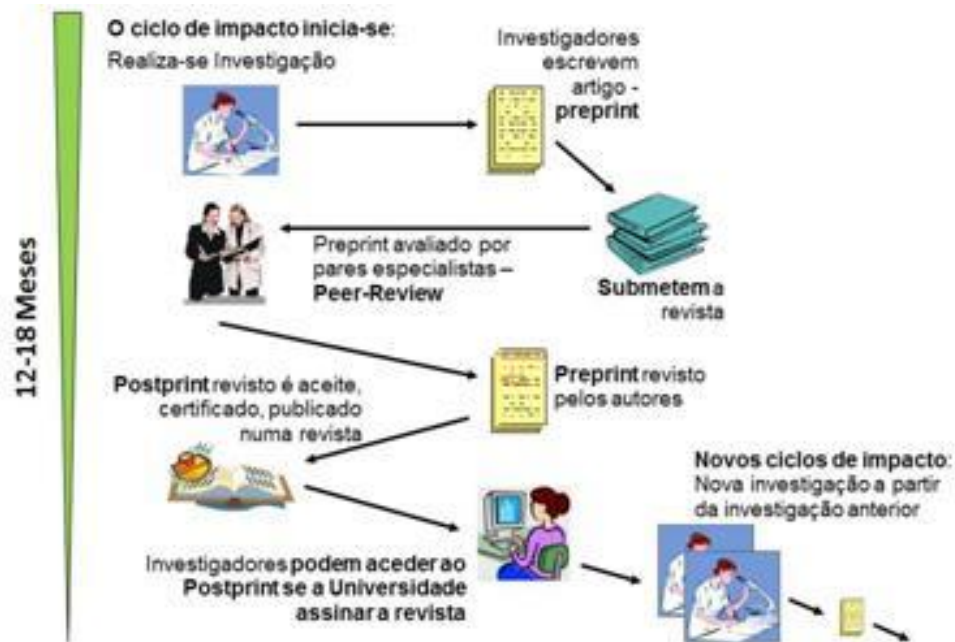 O ciclo de impacto inicia-se:
Realiza-se Investigação
Investigadores
escrevem
artigo -
preprint
Submetem a
revista
Preprint avaliado por
pares especialistas –
Peer-Review
12-18 Meses
Preprint revisto
pelos autores
Postprint revisto é aceite,
certificado, publicado
numa revista
Investigadores podem aceder ao
Postprint se a Universidade
assinar a revista
Novos ciclos de impacto:
Nova investigação a partir
da investigação anterior